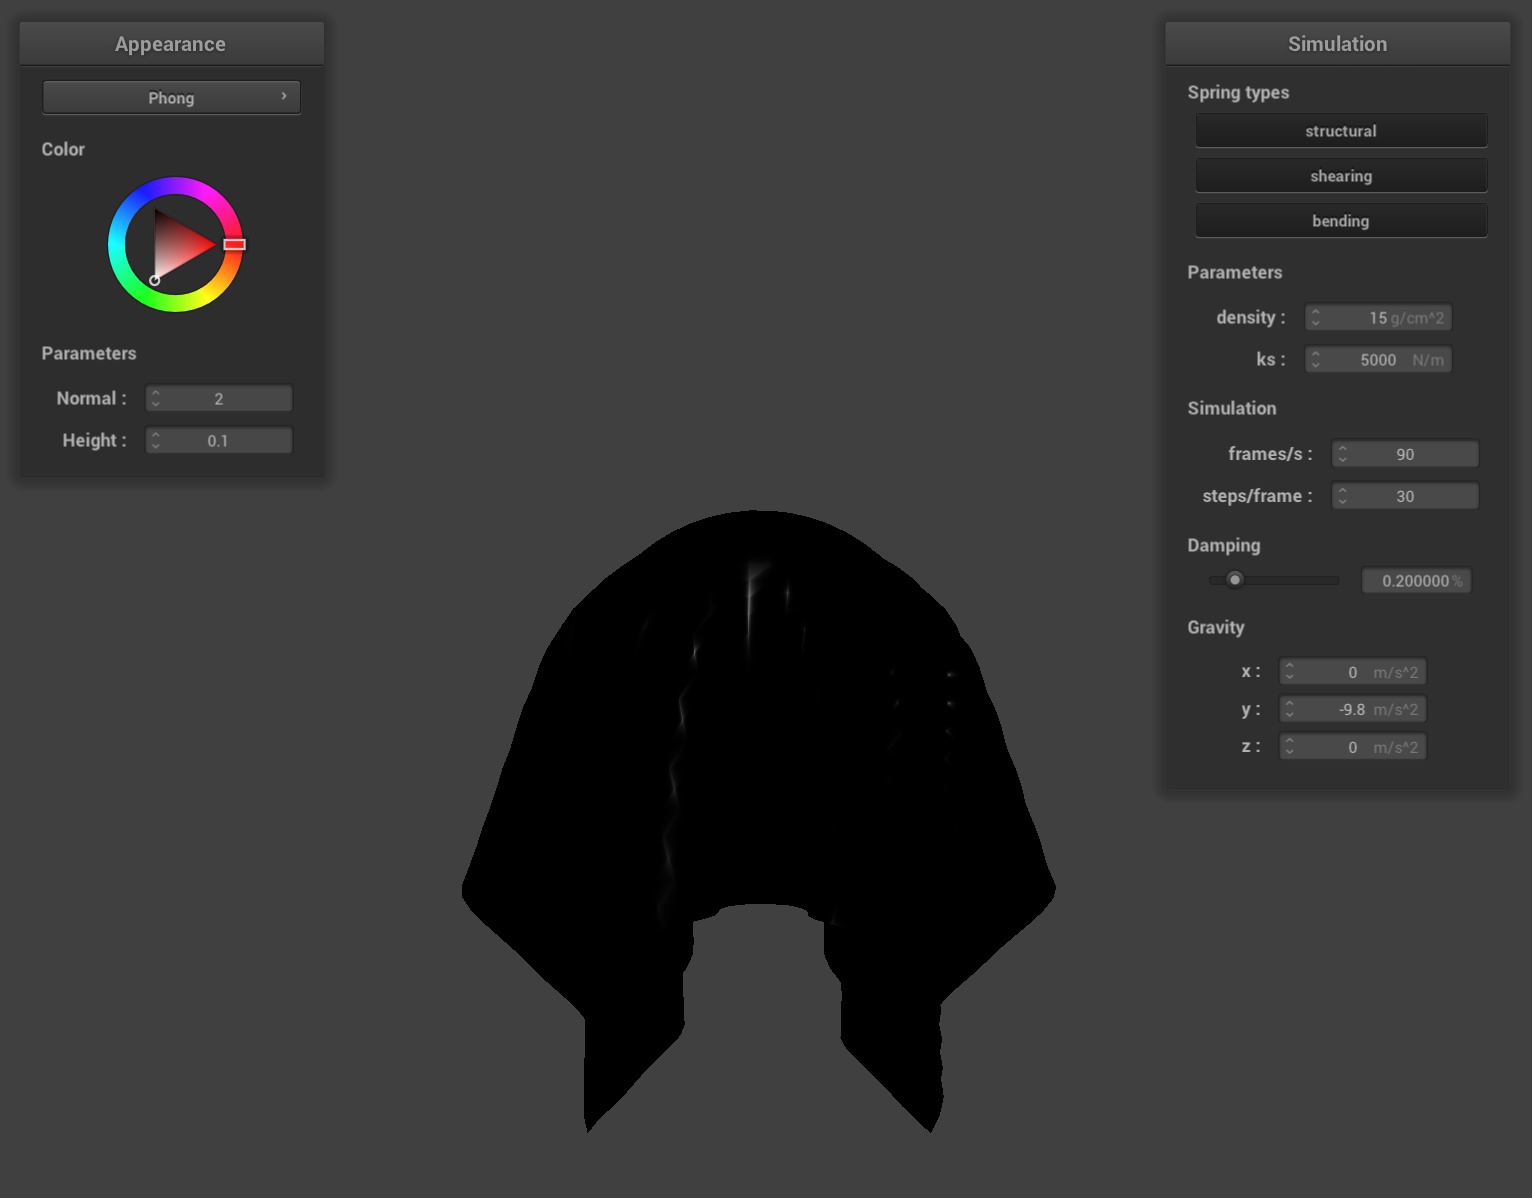 Appearance
Phong
Color
Parameters
Normal : 2
Height : 0.1
Simulation
Spring types
structural
shearing
bending
Parameters
density : 15 g/cm^2
ks : 5000 N/m
Simulation
frames/s : 90
steps/frame : 30
Damping
0.200000 %
Gravity
x : 0 m/s^2
y : -9.8 m/s^2
z : 0 m/s^2